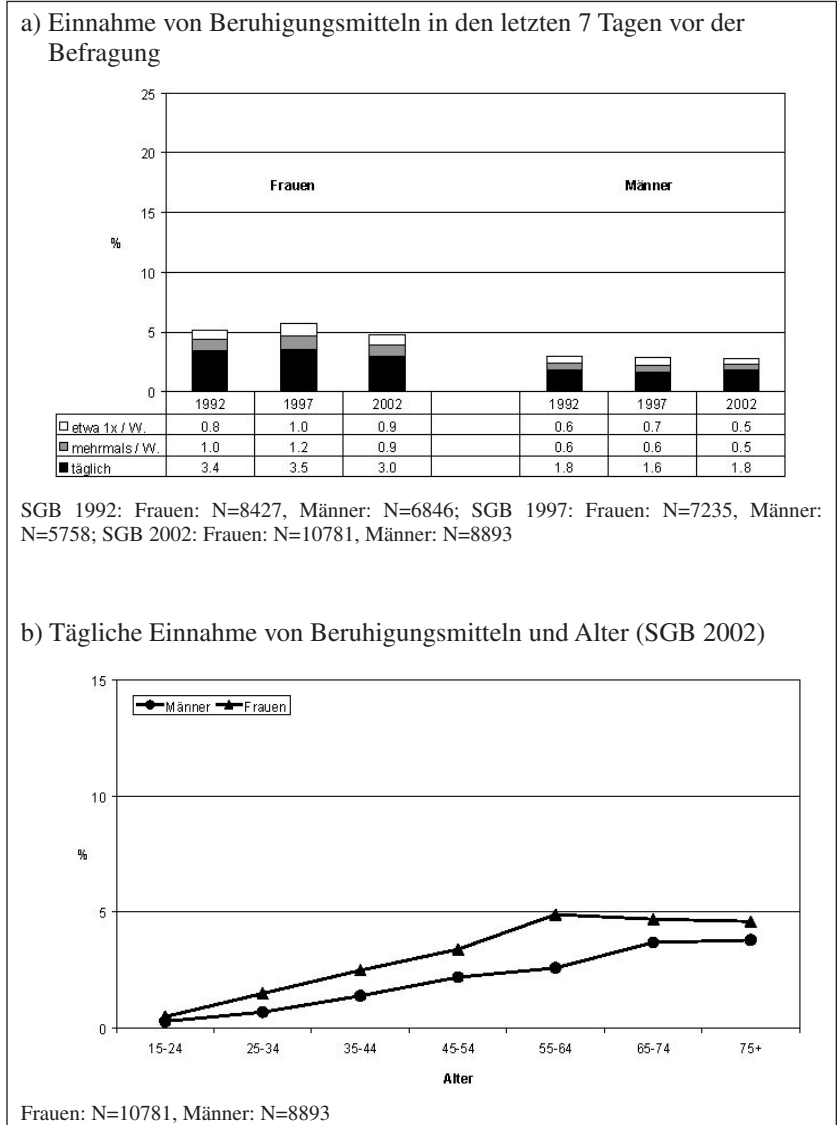 a) Einnahme von Beruhigungsmitteln in den letzten 7 Tagen vor der
Befragung
25
20
15
10
5
0
%
Frauen
Männer
1992 1997 2002 1992 1997 2002
etwa 1x / W. 0.8 1.0 0.9 0.6 0.7 0.5
mehrmals / W. 1.0 1.2 0.9 0.6 0.6 0.5
täglich 3.4 3.5 3.0 1.8 1.6 1.8
SGB 1992: Frauen: N=8427, Männer: N=6846; SGB 1997: Frauen: N=7235, Männer:
N=5758; SGB 2002: Frauen: N=10781, Männer: N=8893
b) Tägliche Einnahme von Beruhigungsmitteln und Alter (SGB 2002)
15
10
5
0
%
Männer Frauen
15-24 25-34 35-44 45-54 55-64 65-74 75+
Alter
Frauen: N=10781, Männer: N=8893